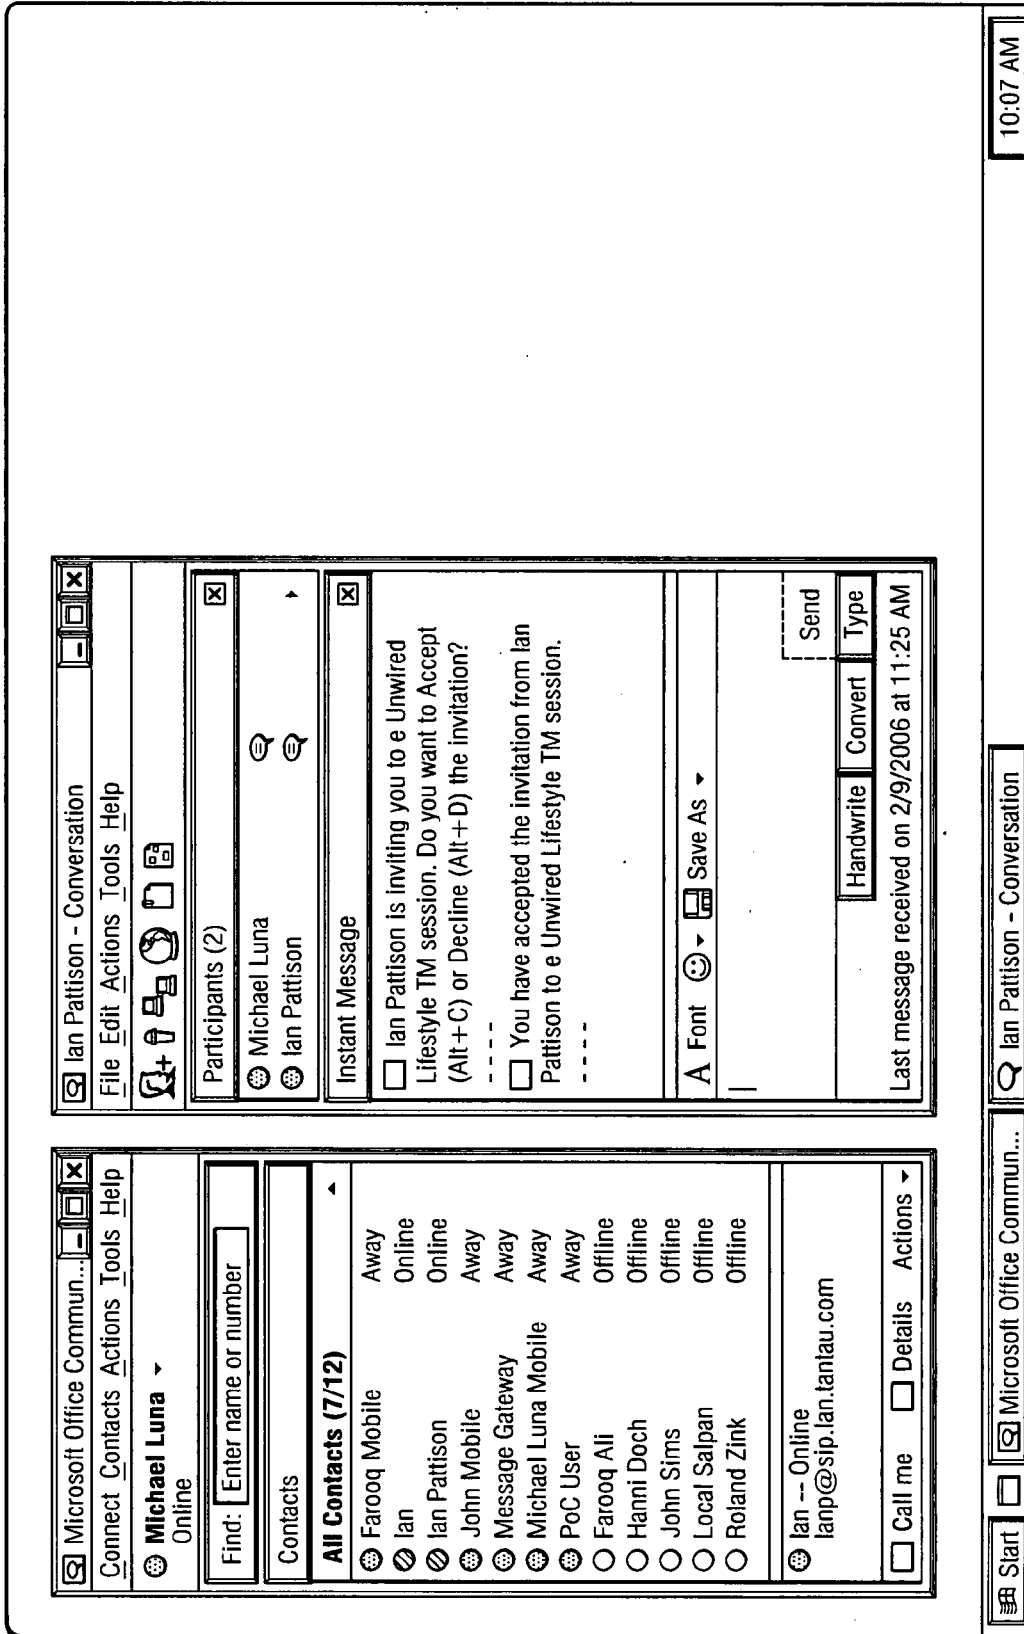 Microsoft Office Commun...
Connect Contacts Actions Tools Help
Michael Luna
Online
Find: Enter name or number
Contacts
All Contacts (7/12)
Farooq Mobile Away
Ian Online
Ian Pattison Online
John Mobile Away
Message Gateway Away
Michael Luna Mobile Away
PoC User Away
Farooq Ali Offline
Hanni Doch Offline
John Sims Offline
Local Salpan Offline
Roland Zink Offline
Ian -- Online
Ianp@sip.lan.tantau.com
Call me Details Actions
Ian Pattison - Conversation
File Edit Actions Tools Help
Participants (2)
Michael Luna
Ian Pattison
Instant Message
Ian Pattison is inviting you to e Unwired
Lifestyle TM session. Do you want to Accept
(Alt+C) or Decline (Alt+D) the invitation?
- - - -
You have accepted the invitation from Ian
Pattison to e Unwired Lifestyle TM session.
- - - -
A Font Save As
Send
Handwrite Convert Type
Last message received on 2/9/2006 at 11:25 AM
Start Microsoft Office Commun... Ian Pattison - Conversation 10:07 AM